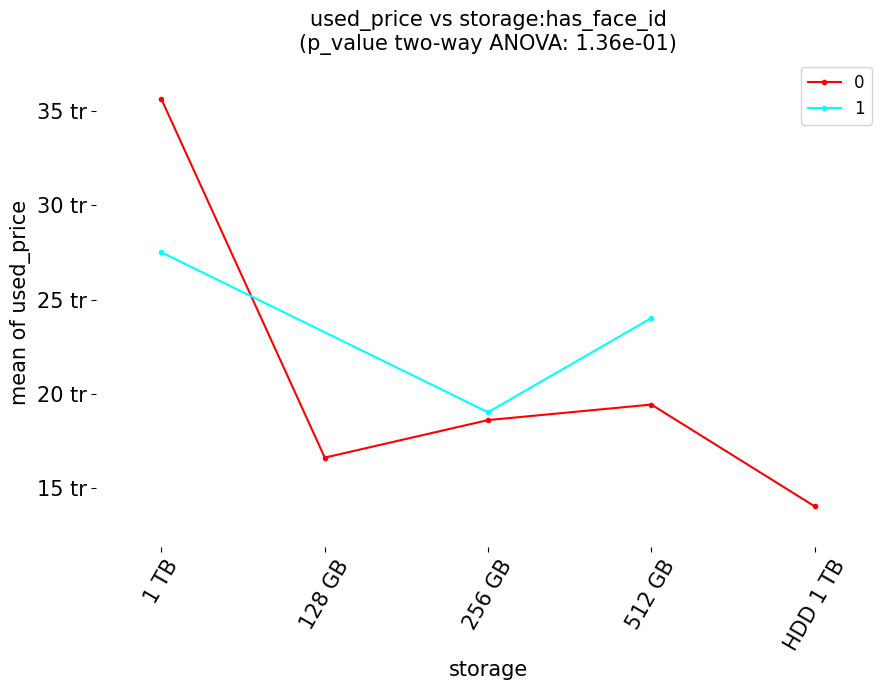 used_price vs storage:has_face_id
(p_value two-way ANOVA: 1.36e-01)
0
1
35 tr
30 tr
25 tr
20 tr
15 tr
mean of used_price
1 TB
128 GB
256 GB
512 GB
HDD 1 TB
storage